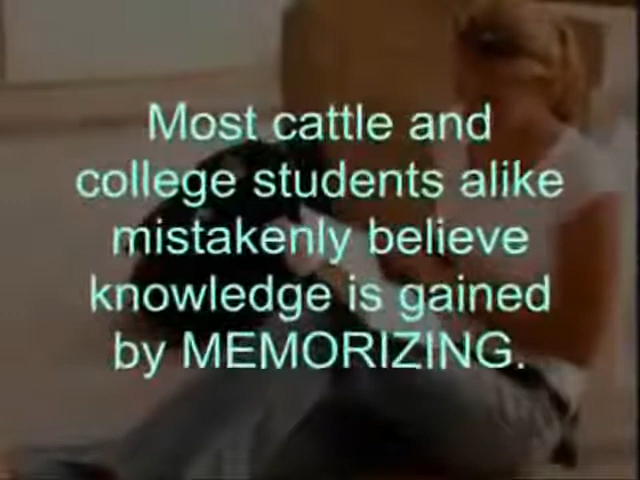 Most cattle and
college students alike
mistakenly believe
knowledge is gained
by MEMORIZING.